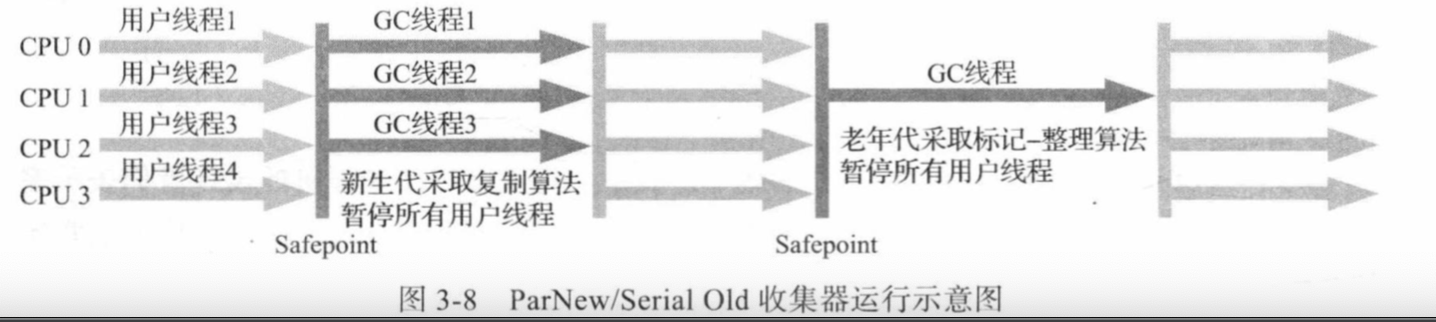 用户线程1
GC线程1
CPU 0
用户线程2
GC线程2
GC线程
CPU 1
用户线程3
GC线程3
CPU 2
老年代采取标记-整理算法
暂停所有用户线程
用户线程4
CPU 3
新生代采取复制算法
暂停所有用户线程
Safepoint
Safepoint
图 3-8 ParNew/Serial Old 收集器运行示意图